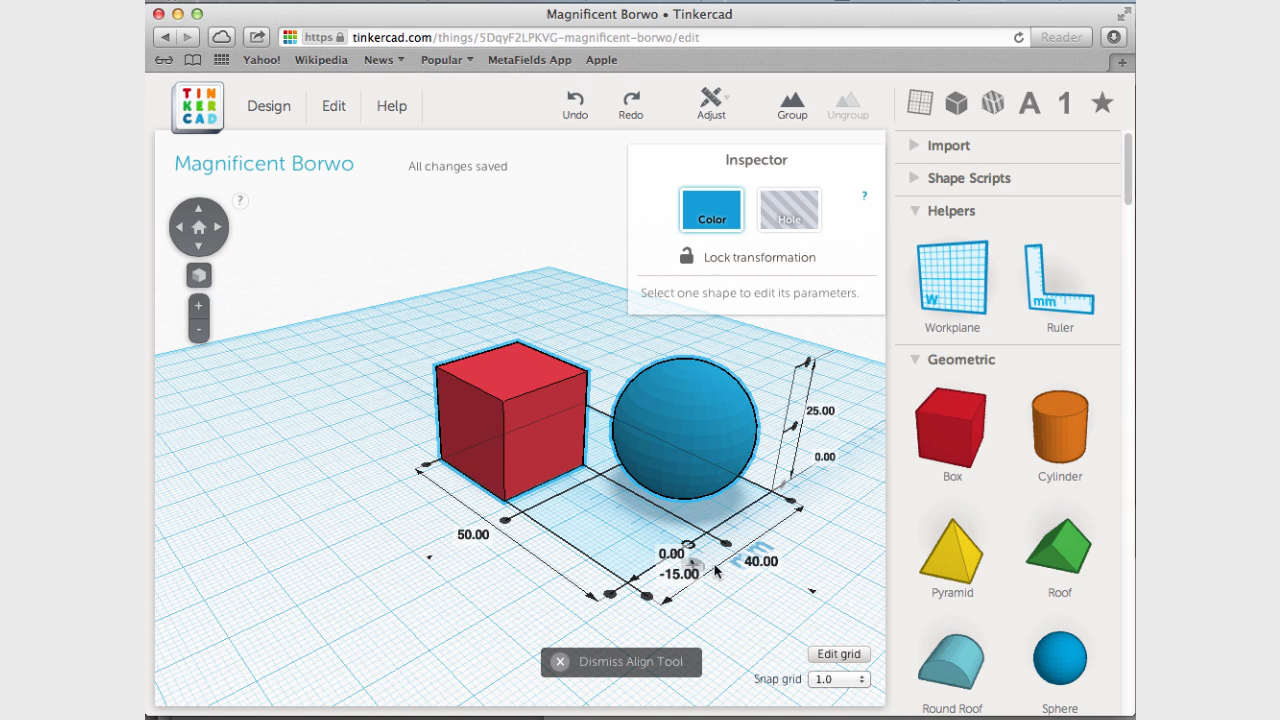 Magnificent Borwo • Tinkercad
https tinkercad.com/things/5DqyF2LPKVG-magnificent-borwo/edit
Reader
Yahoo! Wikipedia News Popular MetaFields App Apple
TIN
KER
CAD
Design Edit Help
Undo Redo Adjust Group Ungroup
A 1
Magnificent Borwo
All changes saved
?
Inspector
Color Hole
?
Lock transformation
Select one shape to edit its parameters.
Import
Shape Scripts
Helpers
W mm
Workplane Ruler
Geometric
Box Cylinder
Pyramid Roof
Round Roof Sphere
+
-
25.00
0.00
50.00
0.00
-15.00
40.00
Dismiss Align Tool
Edit grid
Snap grid 1.0